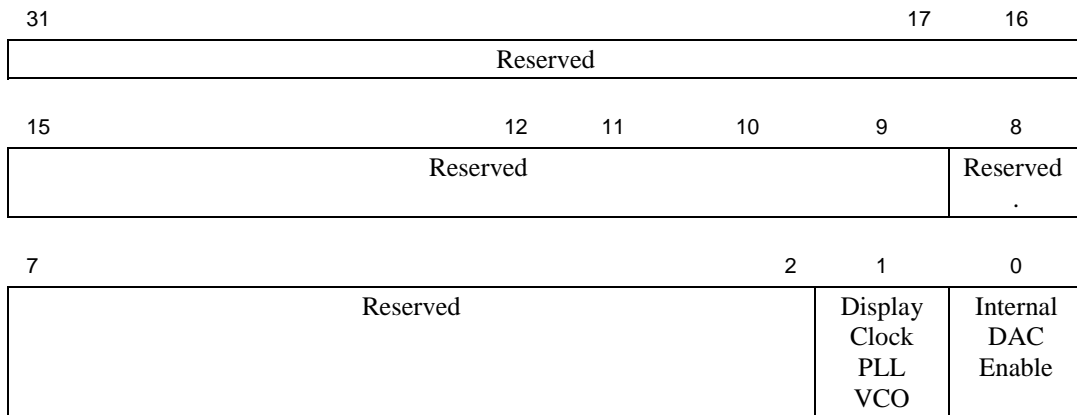 31 17 16
Reserved
15 12 11 10 9 8
Reserved Reserved
.
7 2 1 0
Reserved Display Internal
Clock DAC
PLL Enable
VCO